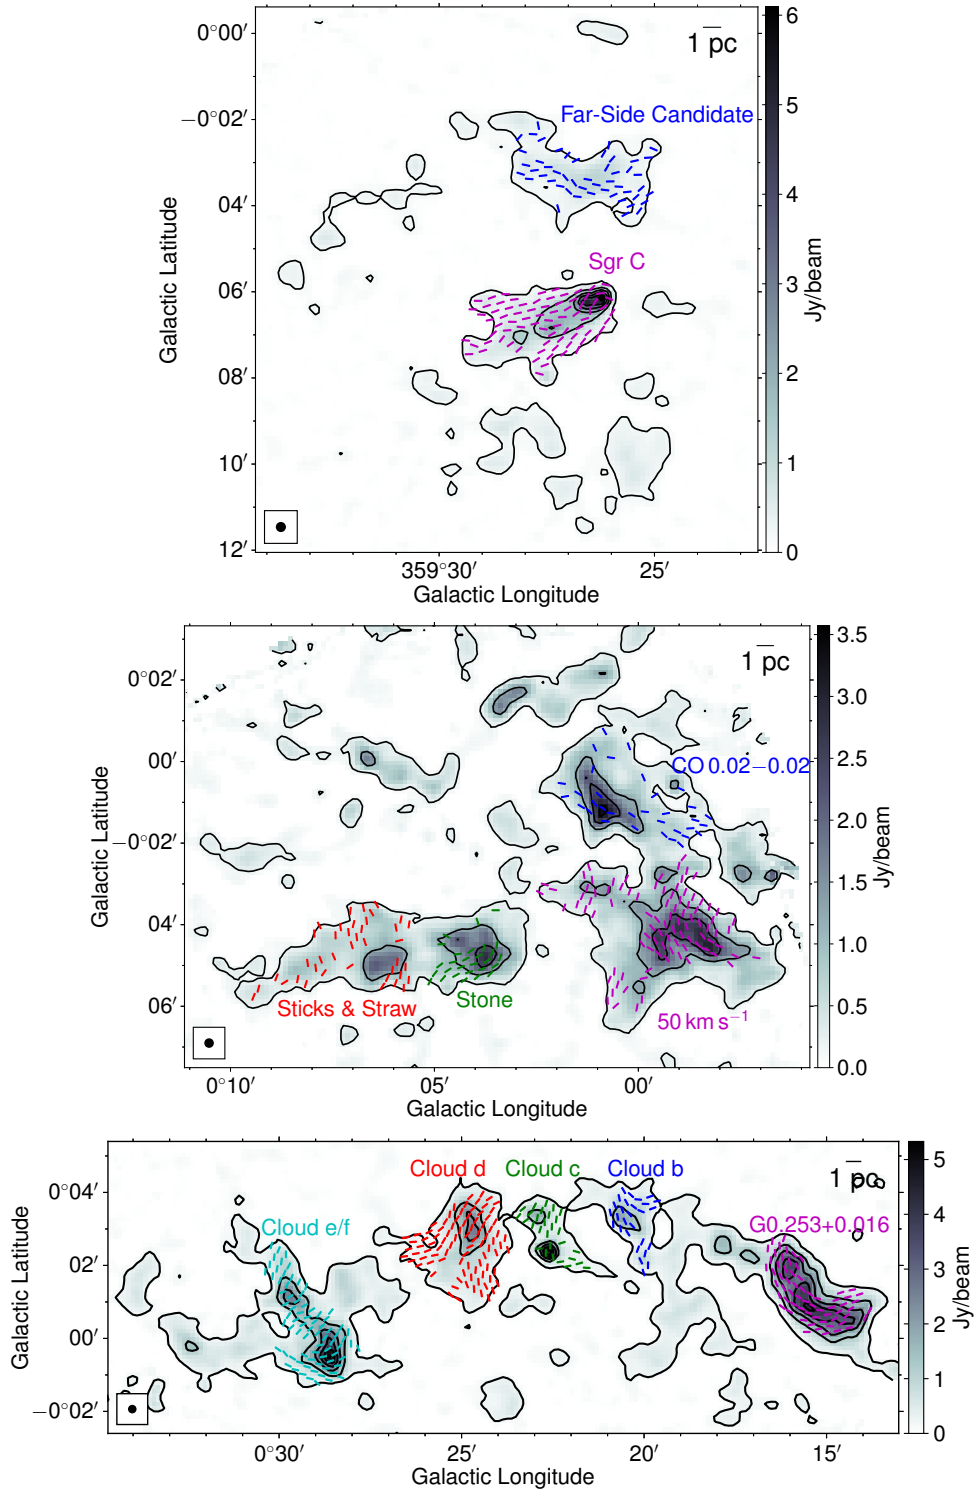 0°00′
1 pc
6
5
−0°02′
Far-Side Candidate
4
04′
Galactic Latitude
Sgr C
3
Jy/beam
06′
2
08′
1
10′
12′
0
359°30′
25′
Galactic Longitude
3.5
1 pc
0°02′
3.0
00′
CO 0.02−0.02
2.5
2.0
Galactic Latitude
Jy/beam
−0°02′
1.5
04′
1.0
Sticks & Straw
Stone
06′
50 km s⁻¹
0.5
0.0
0°10′
05′
00′
Galactic Longitude
Cloud d
Cloud c
Cloud b
1 pc
5
0°04′
Cloud e/f
G0.253+0.016
4
02′
3
Galactic Latitude
Jy/beam
00′
2
1
−0°02′
0
0°30′
25′
20′
15′
Galactic Longitude